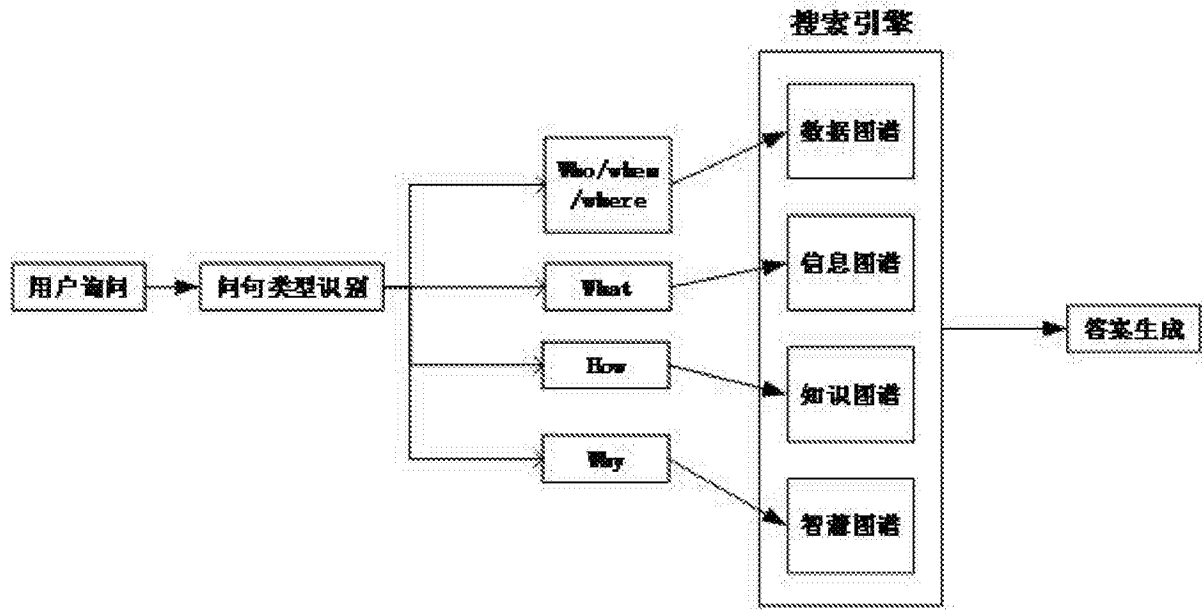 搜索引擎
用户询问
问句类型识别
Who/when
/where
What
How
Why
数据图谱
信息图谱
知识图谱
智慧图谱
答案生成